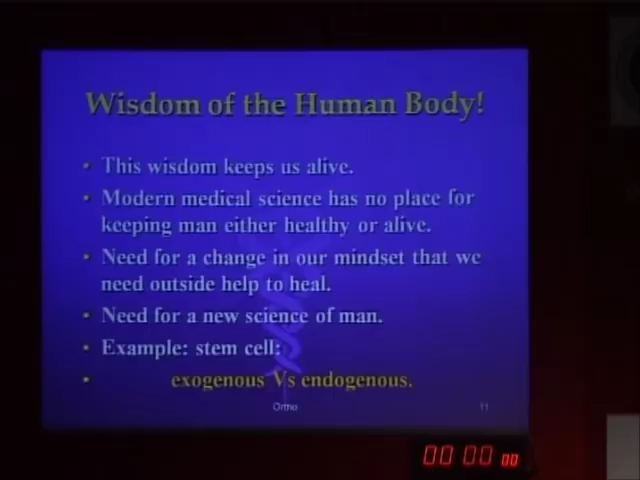 Wisdom of the Human Body!
• This wisdom keeps us alive.
• Modern medical science has no place for
keeping man either healthy or alive.
• Need for a change in our mindset that we
need outside help to heal.
• Need for a new science of man.
• Example: stem cell:
• exogenous Vs endogenous.
Ortho 11
00 00 00